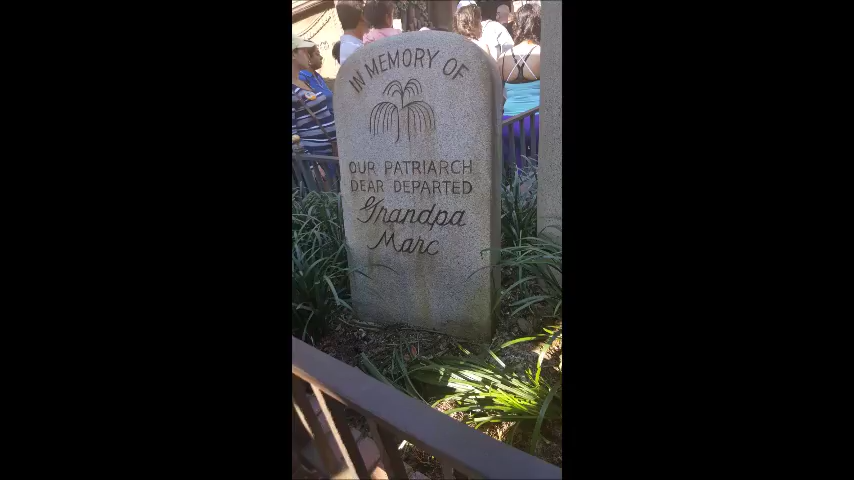 IN MEMORY OF
OUR PATRIARCH
DEAR DEPARTED
Grandpa
Marc